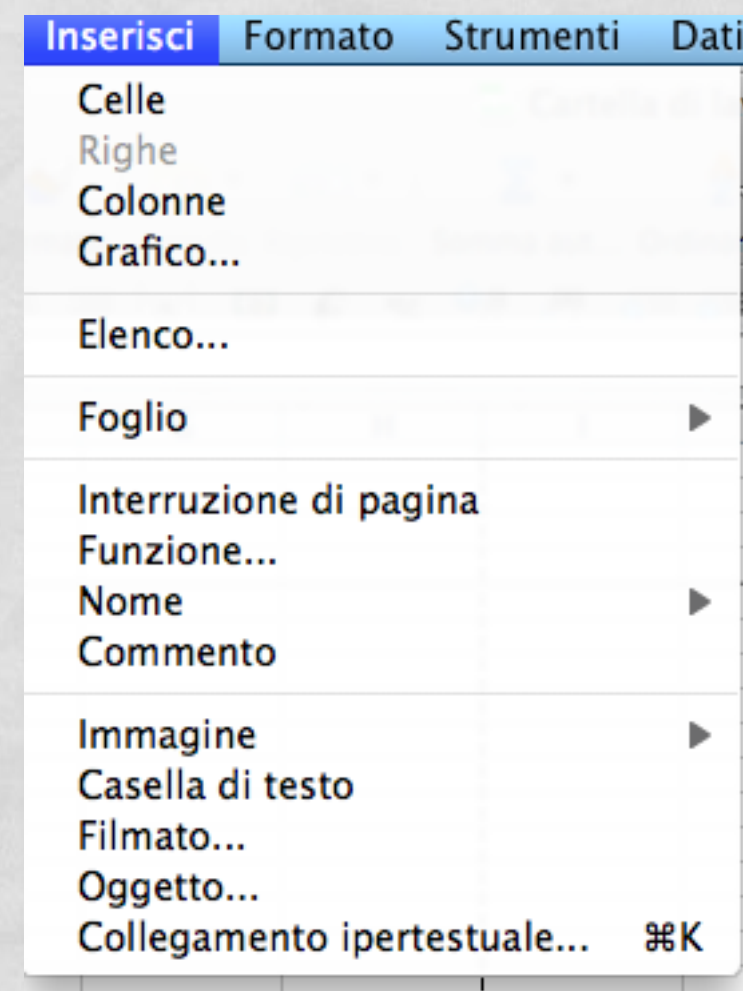 Inserisci Formato Strumenti Dati
Celle
Righe
Colonne
Grafico...
Elenco...
Foglio
Interruzione di pagina
Funzione...
Nome
Commento
Immagine
Casella di testo
Filmato...
Oggetto...
Collegamento ipertestuale... ⌘K